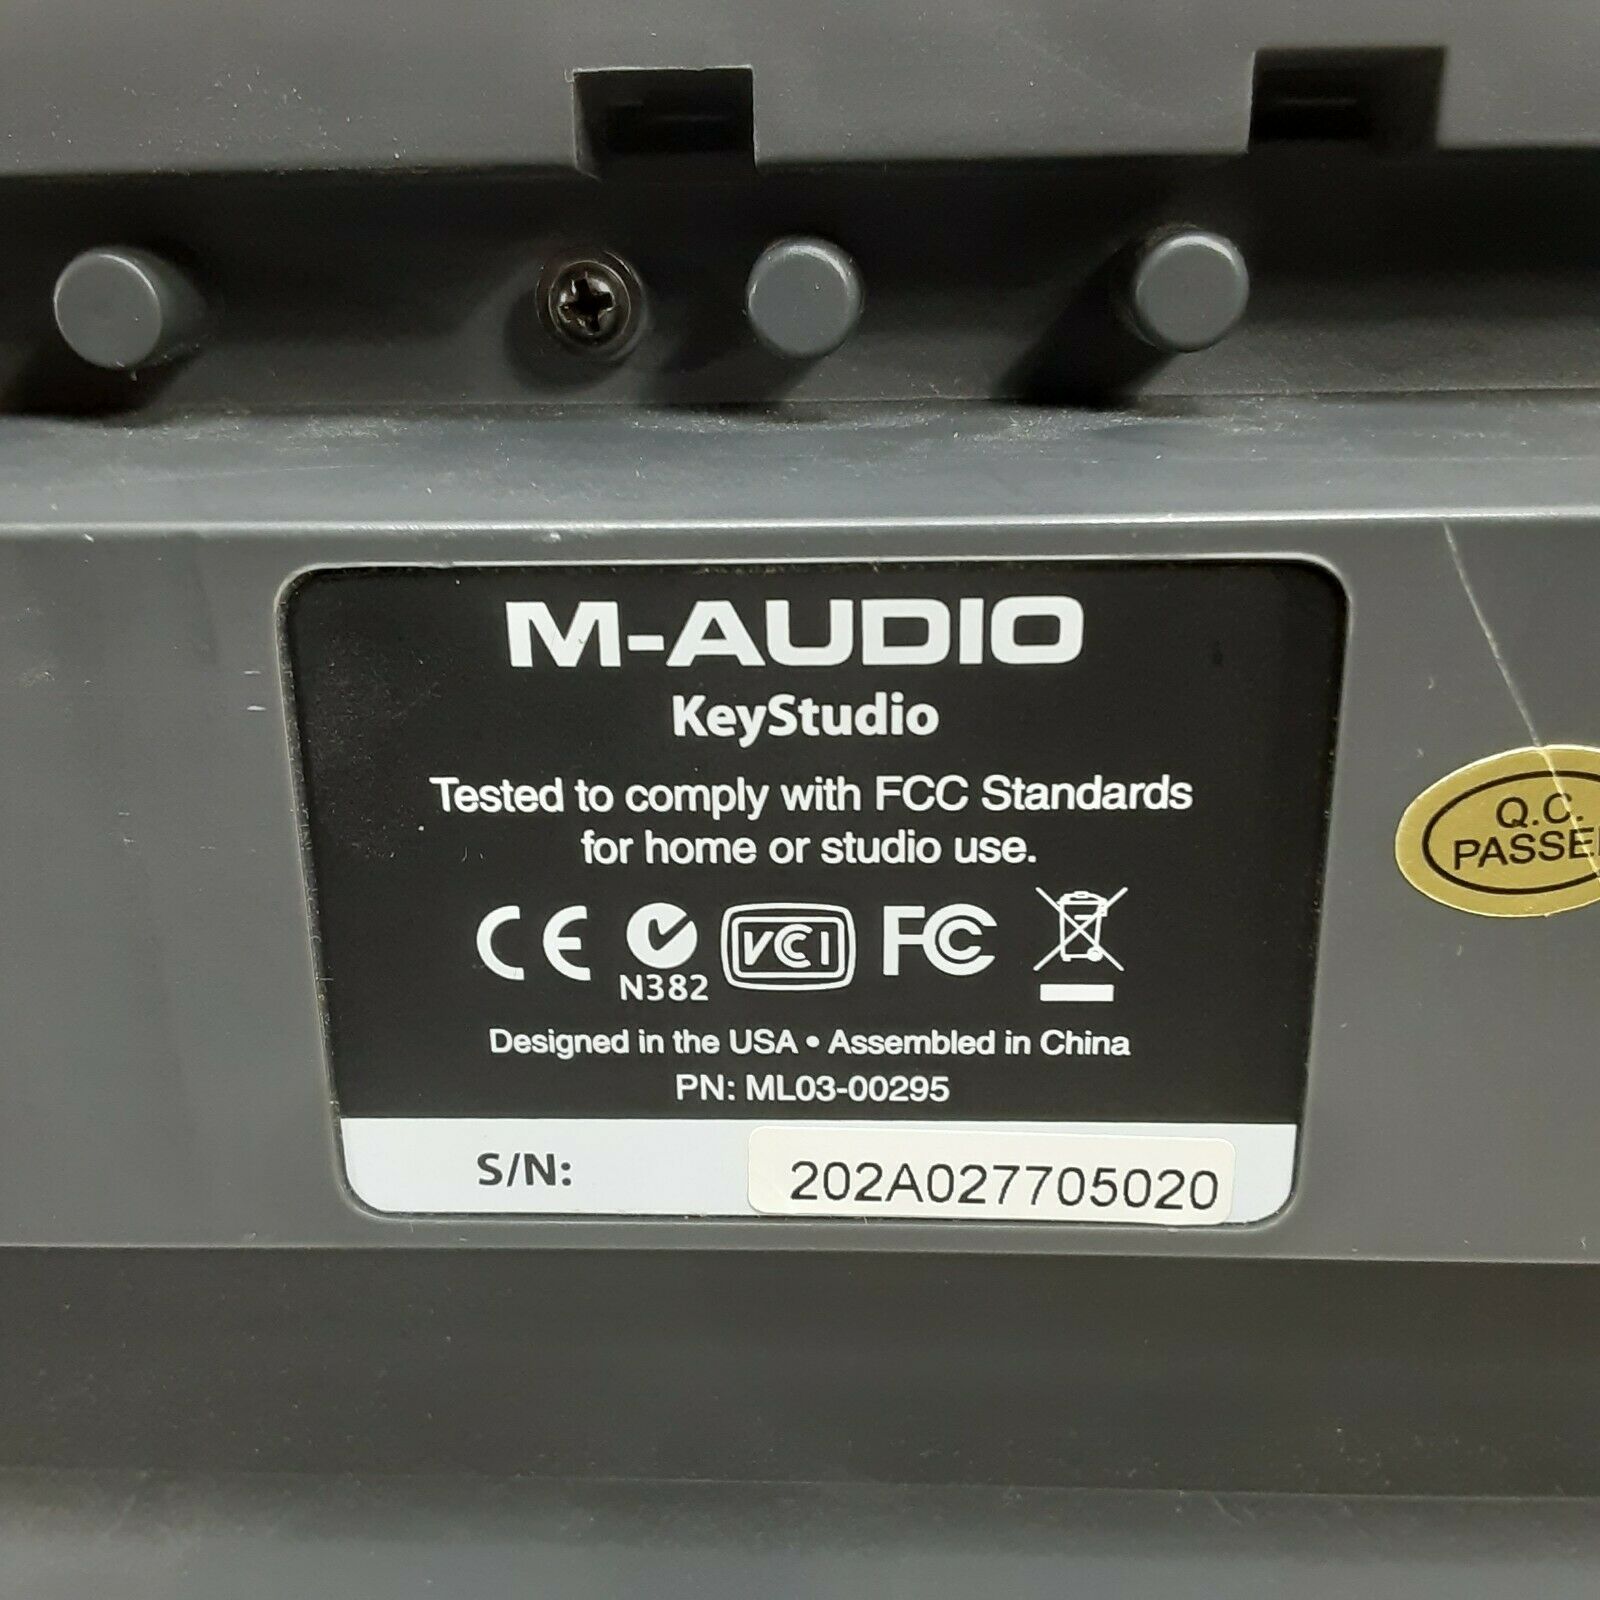 M-AUDIO
KeyStudio
Tested to comply with FCC Standards
for home or studio use.
CE N382 VCI FC
Designed in the USA • Assembled in China
PN: ML03-00295
S/N: 202A027705020
Q.C.
PASSE